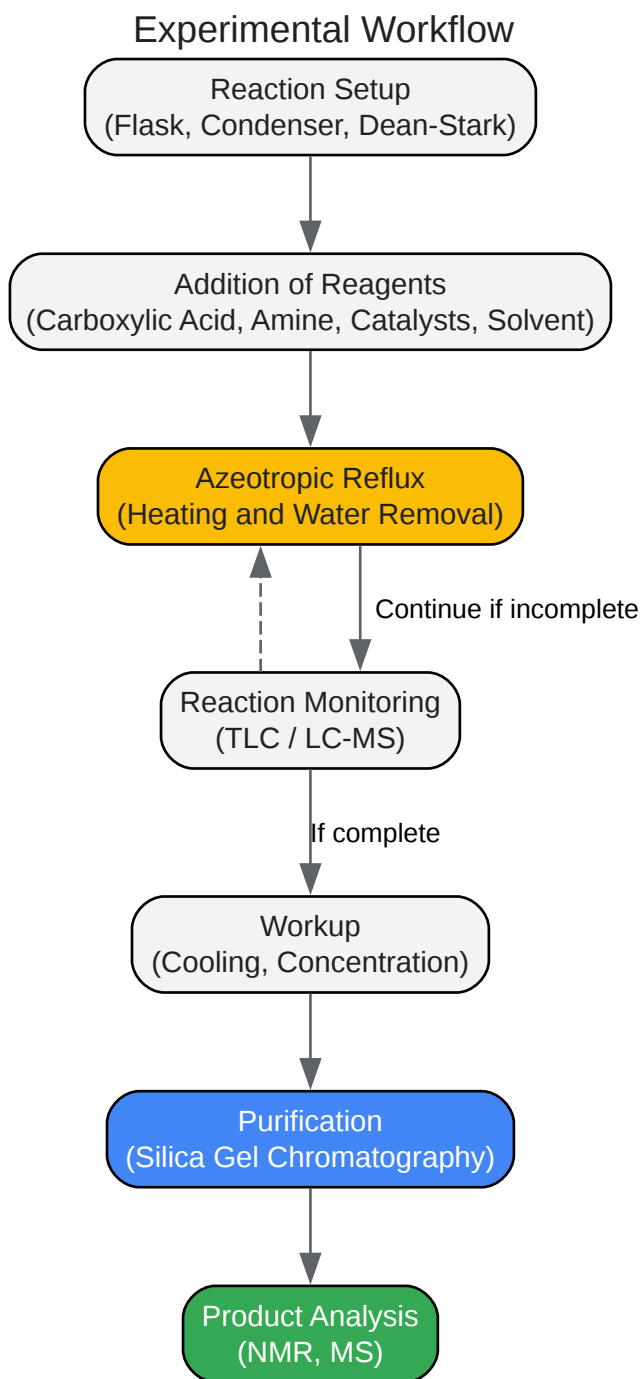 Experimental Workflow
Reaction Setup
(Flask, Condenser, Dean-Stark)
Addition of Reagents
(Carboxylic Acid, Amine, Catalysts, Solvent)
Azeotropic Reflux
(Heating and Water Removal)
Continue if incomplete
Reaction Monitoring
(TLC / LC-MS)
If complete
Workup
(Cooling, Concentration)
Purification
(Silica Gel Chromatography)
Product Analysis
(NMR, MS)